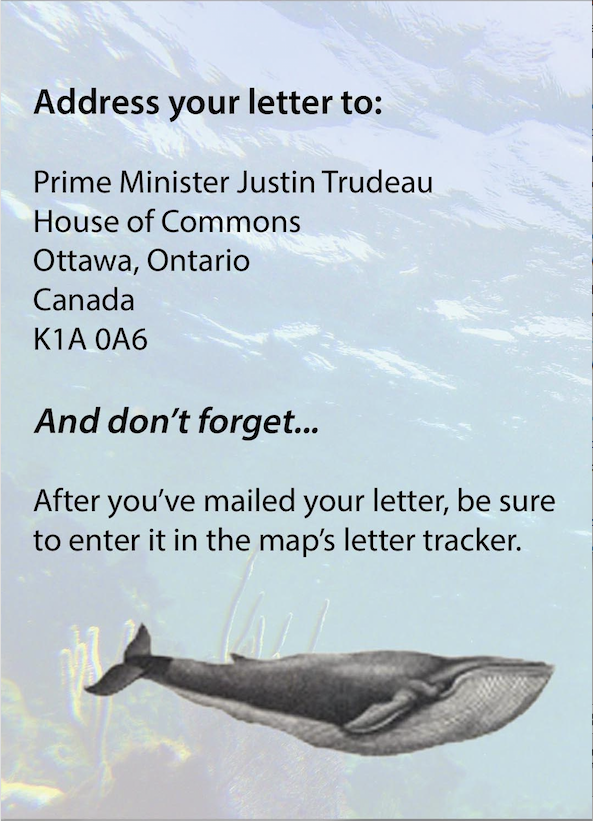 Address your letter to:
Prime Minister Justin Trudeau
House of Commons
Ottawa, Ontario
Canada
K1A 0A6
And don’t forget...
After you’ve mailed your letter, be sure
to enter it in the map’s letter tracker.